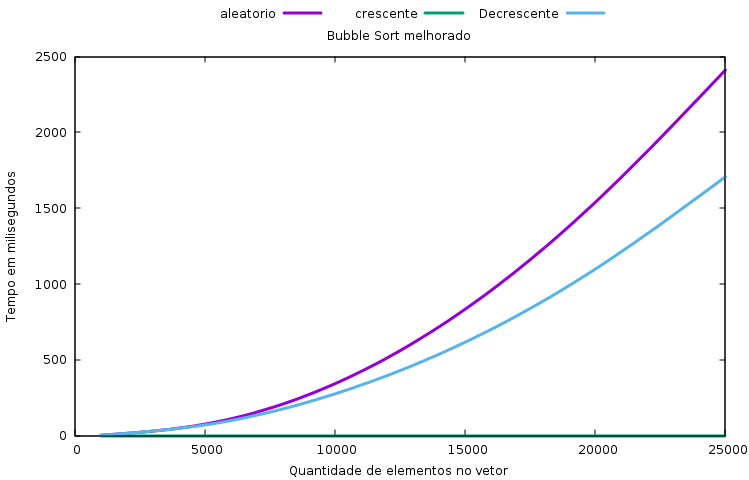 aleatorio crescente Decrescente
Bubble Sort melhorado
2500
2000
1500
1000
500
0
Tempo em milisegundos
0 5000 10000 15000 20000 25000
Quantidade de elementos no vetor